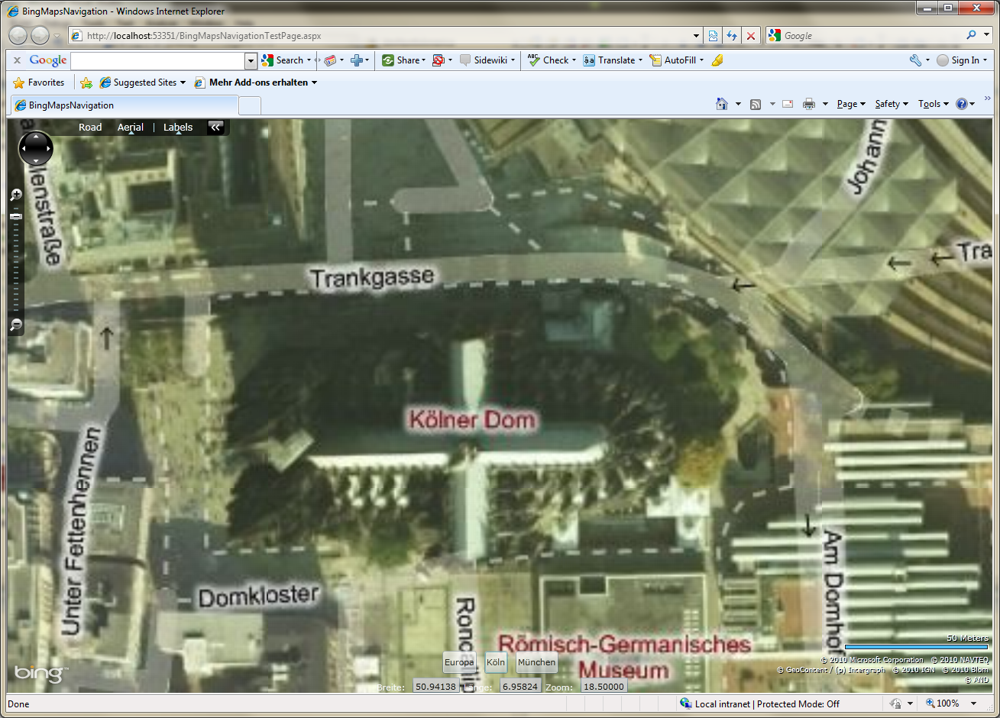 BingMapsNavigation - Windows Internet Explorer
http://localhost:53351/BingMapsNavigationTestPage.aspx
Google
x Google Search Share Sidewiki ABC Check âä Translate AutoFill Sign In
Favorites Suggested Sites Mehr Add-ons erhalten
BingMapsNavigation
Page Safety Tools
Road Aerial | Labels «
lenstraße
Johann
Trankgasse
Tra
Kölner Dom
Unter Fettenhennen
Am Domhof
Domkloster
Römisch-Germanisches
Museum
50 Meters
Europa Köln München
© 2010 Microsoft Corporation © 2010 NAVTEQ
© GeoContent / (p) Intergraph © 2010 IGN © 2010 Blom
© AND
bing™
Breite: 50.94138 Länge: 6.95824 Zoom: 18.50000
Done
Local intranet | Protected Mode: Off
100%